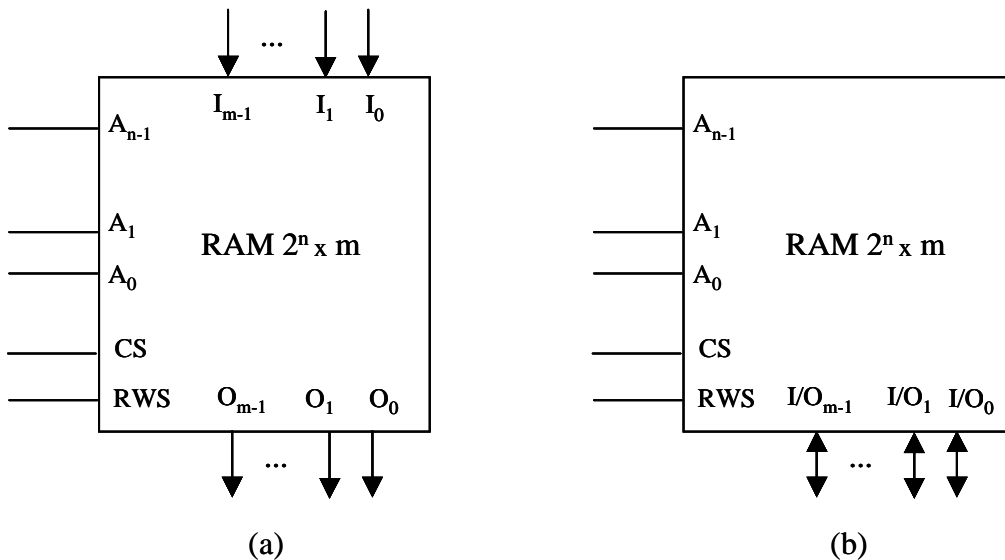 ...
I_{m-1} I_1 I_0
A_{n-1}
A_1
RAM 2^n x m
A_0
CS
RWS O_{m-1} O_1 O_0
...
(a)
A_{n-1}
A_1
RAM 2^n x m
A_0
CS
RWS I/O_{m-1} I/O_1 I/O_0
...
(b)